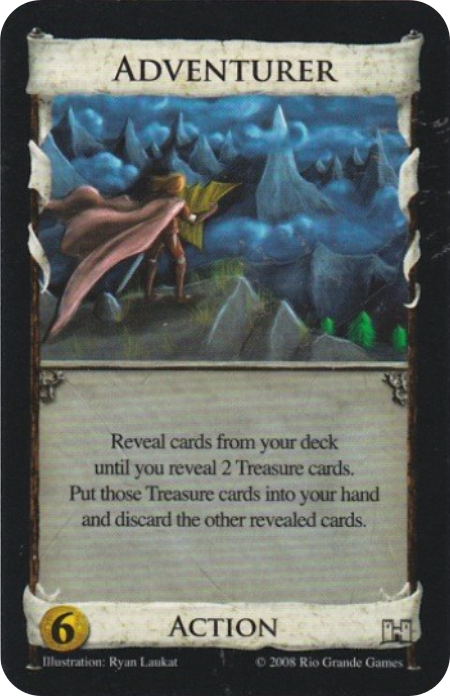 ADVENTURER
Reveal cards from your deck
until you reveal 2 Treasure cards.
Put those Treasure cards into your hand
and discard the other revealed cards.
6
ACTION
Illustration: Ryan Laukat
© 2008 Rio Grande Games